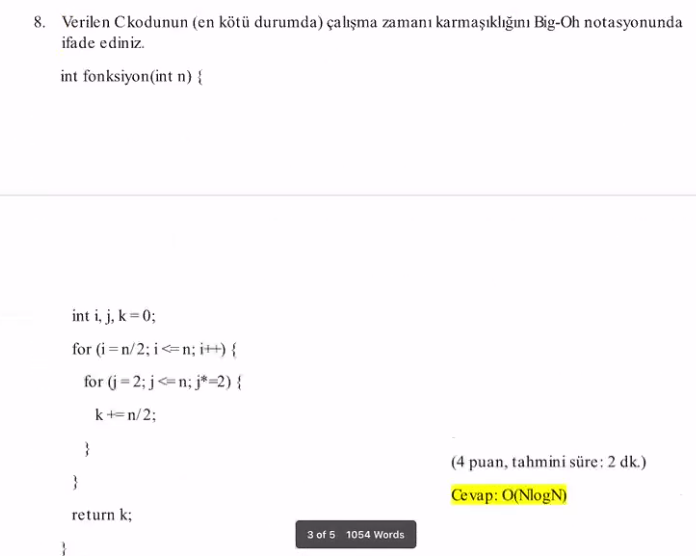 8. Verilen C kodunun (en kötü durumda) çalışma zamanı karmaşıklığını Big-Oh notasyonunda
ifade ediniz.
int fonksiyon(int n) {
int i, j, k = 0;
for (i = n/2; i <= n; i++) {
for (j = 2; j <= n; j*=2) {
k += n/2;
}
(4 puan, tahmini süre: 2 dk.)
}
Cevap: O(NlogN)
return k;
3 of 5 1054 Words
}